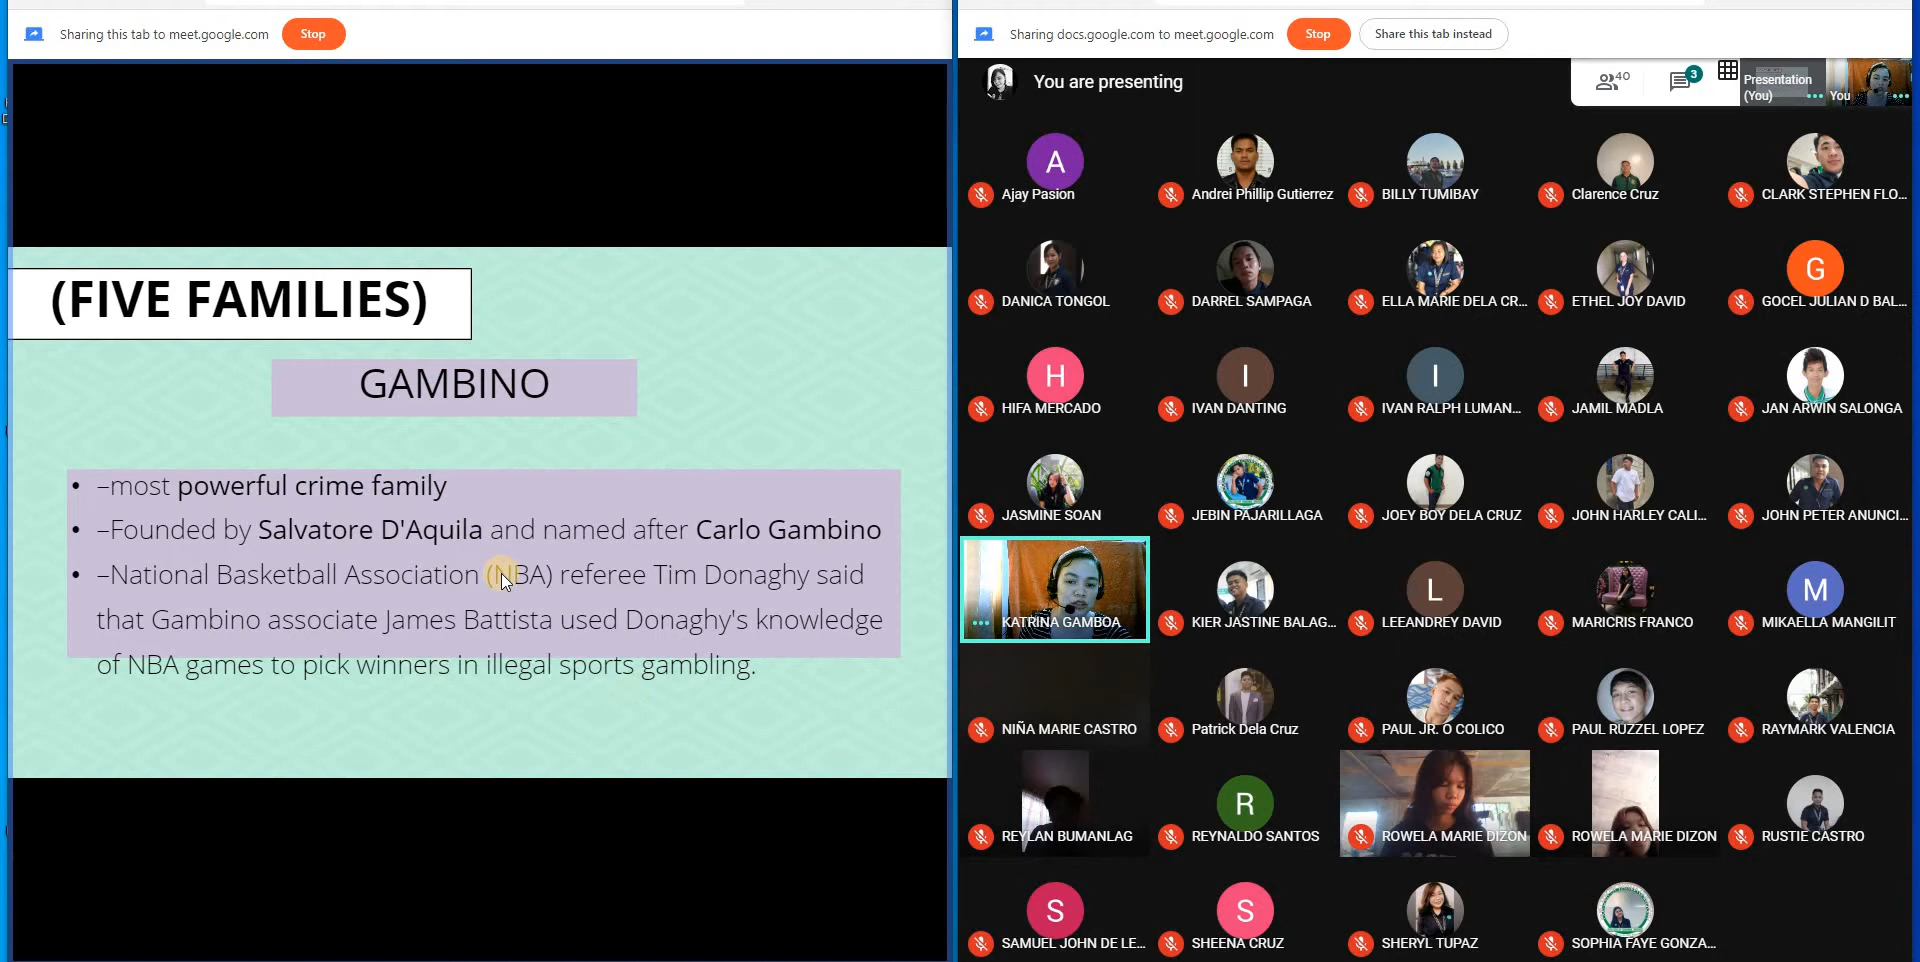 Sharing this tab to meet.google.com
Stop
(FIVE FAMILIES)
GAMBINO
• –most powerful crime family
• –Founded by Salvatore D'Aquila and named after Carlo Gambino
• –National Basketball Association (NBA) referee Tim Donaghy said
that Gambino associate James Battista used Donaghy's knowledge
of NBA games to pick winners in illegal sports gambling.
Sharing docs.google.com to meet.google.com
Stop
Share this tab instead
You are presenting
40
3
Presentation
(You)
You
A
Ajay Pasion
Andrei Phillip Gutierrez
BILLY TUMIBAY
Clarence Cruz
CLARK STEPHEN FLO...
DANICA TONGOL
DARREL SAMPAGA
ELLA MARIE DELA CR...
ETHEL JOY DAVID
G
GOCEL JULIAN D BAL...
H
HIFA MERCADO
I
IVAN DANTING
I
IVAN RALPH LUMAN...
JAMIL MADLA
JAN ARWIN SALONGA
JASMINE SOAN
JEBIN PAJARILLAGA
JOEY BOY DELA CRUZ
JOHN HARLEY CALI...
JOHN PETER ANUNCI...
KATRINA GAMBOA
KIER JASTINE BALAG...
L
LEEANDREY DAVID
MARICRIS FRANCO
M
MIKAELLA MANGILIT
NIÑA MARIE CASTRO
Patrick Dela Cruz
PAUL JR. O COLICO
PAUL RUZZEL LOPEZ
RAYMARK VALENCIA
REYLAN BUMANLAG
R
REYNALDO SANTOS
ROWELA MARIE DIZON
ROWELA MARIE DIZON
RUSTIE CASTRO
S
SAMUEL JOHN DE LE...
S
SHEENA CRUZ
SHERYL TUPAZ
SOPHIA FAYE GONZA...